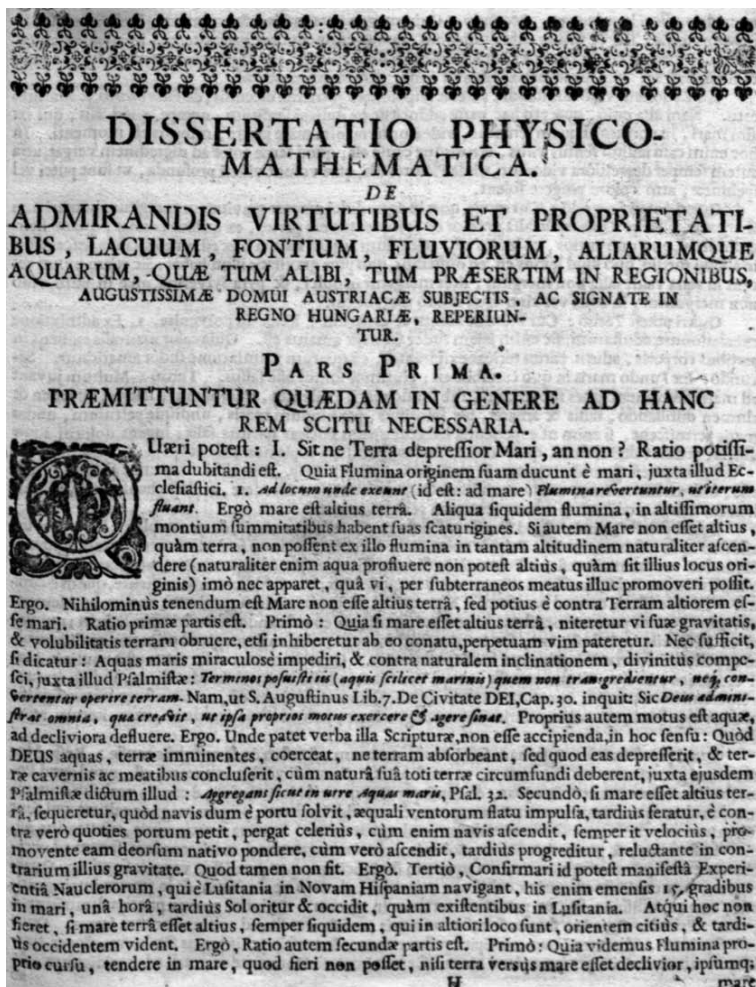 DISSERTATIO PHYSICO-
MATHEMATICA.
DE
ADMIRANDIS VIRTUTIBUS ET PROPRIETATI-
BUS, LACUUM, FONTIUM, FLUVIORUM, ALIARUMQUE
AQUARUM, QUÆ TUM ALIBI, TUM PRÆSERTIM IN REGIONIBUS,
AUGUSTISSIMÆ DOMUI AUSTRIACÆ SUBJECTIS, AC SIGNATE IN
REGNO HUNGARIÆ, REPERIUN-
TUR.
PARS PRIMA.
PRÆMITTUNTUR QUÆDAM IN GENERE AD HANC
REM SCITU NECESSARIA.
QUæri poteſt: I. Sitne Terra depreſſior Mari, an non? Ratio potiſſi-
ma dubitandi eſt. Quia Flumina originem ſuam ducunt è mari, juxta illud Ec-
cleſiaſtici. 1. Ad locum unde exeunt (id eſt: ad mare) Flumina revertuntur, ut iterum
fluant. Ergò mare eſt altius terra. Aliqua ſiquidem flumina, in altiſſimorum
montium ſummitatibus habent ſuas ſcaturigines. Si autem Mare non eſſet altius,
quàm terra, non poſſent ex illo flumina in tantam altitudinem naturaliter aſcen-
dere (naturaliter enim aqua profluere non poteſt altiùs, quàm ſit illius locus ori-
ginis) imò nec apparet, quâ vi, per ſubterraneos meatus illuc promoveri poſſit.
Ergo. Nihilominùs tenendum eſt Mare non eſſe altius terrâ, ſed potius è contra Terram altiorem eſ-
ſe mari. Ratio primæ partis eſt. Primò: Quia ſi mare eſſet altius terrâ, niteretur vi ſuæ gravitatis,
& volubilitatis terram obruere, etſi inhiberetur ab eo conatu, perpetuam vim pateretur. Nec ſufficit,
ſi dicatur: Aquas maris miraculosè impediri, & contra naturalem inclinationem, divinitùs compe-
ſci, juxta illud Pſalmiſtæ: Terminos posuiſti eis (aquis ſcilicet marinis) quem non tranſgredientur, neq́, con-
vertentur operire terram. Nam, ut S. Auguſtinus Lib. 7. De Civitate DEI, Cap. 30. inquit: Sic Deus admini-
ſtrat omnia, quæ creavit, ut ipſa proprios motus exercere & agere ſinat. Proprius autem motus eſt aquæ,
ad decliviora defluere. Ergo. Unde patet verba illa Scripturæ, non eſſe accipienda, in hoc ſenſu: Quòd
DEUS aquas, terræ imminentes, coerceat, ne terram abſorbeant, ſed quod eas depreſſerit, & ter-
ræ cavernis ac meatibus concluſerit, cùm naturâ ſuâ toti terræ circumfundi deberent, juxta ejusdem
Pſalmiſtæ dictum illud: Aggregans ſicut in utre Aquas maris, Pſal. 32. Secundò, ſi mare eſſet altius ter-
râ, ſequeretur, quòd navis dum è portu ſolvit, æquali ventorum flatu impulſa, tardiùs feratur, è con-
tra verò quoties portum petit, pergat celeriùs, cùm enim navis aſcendit, ſemper it velociùs, pro-
movente eam deorſum nativo pondere, cùm verò aſcendit, tardiùs progreditur, reluctante in con-
trarium illius gravitate. Quod tamen non fit. Ergò. Tertiò, Confirmari id poteſt manifeſtâ Experi-
entiâ Nauclerorum, qui è Luſitania in Novam Hiſpaniam navigant, his enim emenſis 15. gradibus
in mari, unâ horâ, tardiùs Sol oritur & occidit, quàm exiſtentibus in Luſitania. Atqui hoc non
fieret, ſi mare terrâ eſſet altius, ſemper ſiquidem, qui in altiori loco ſunt, orientem citiùs, & tardi-
ùs occidentem vident. Ergò, Ratio autem ſecundæ partis eſt. Primò: Quia videmus Flumina pro-
prio curſu, tendere in mare, quod fieri non poſſet, niſi terra versùs mare eſſet declivior, ipſumq;
H mare